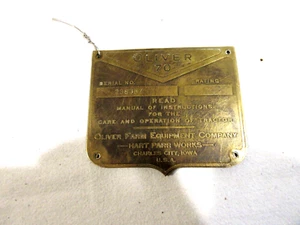 OLIVER
70
SERIAL NO. RATING
READ
MANUAL OF INSTRUCTIONS
FOR THE
CARE AND OPERATION OF TRACTOR
OLIVER FARM EQUIPMENT COMPANY
HART PARR WORKS
CHARLES CITY, IOWA
U.S.A.